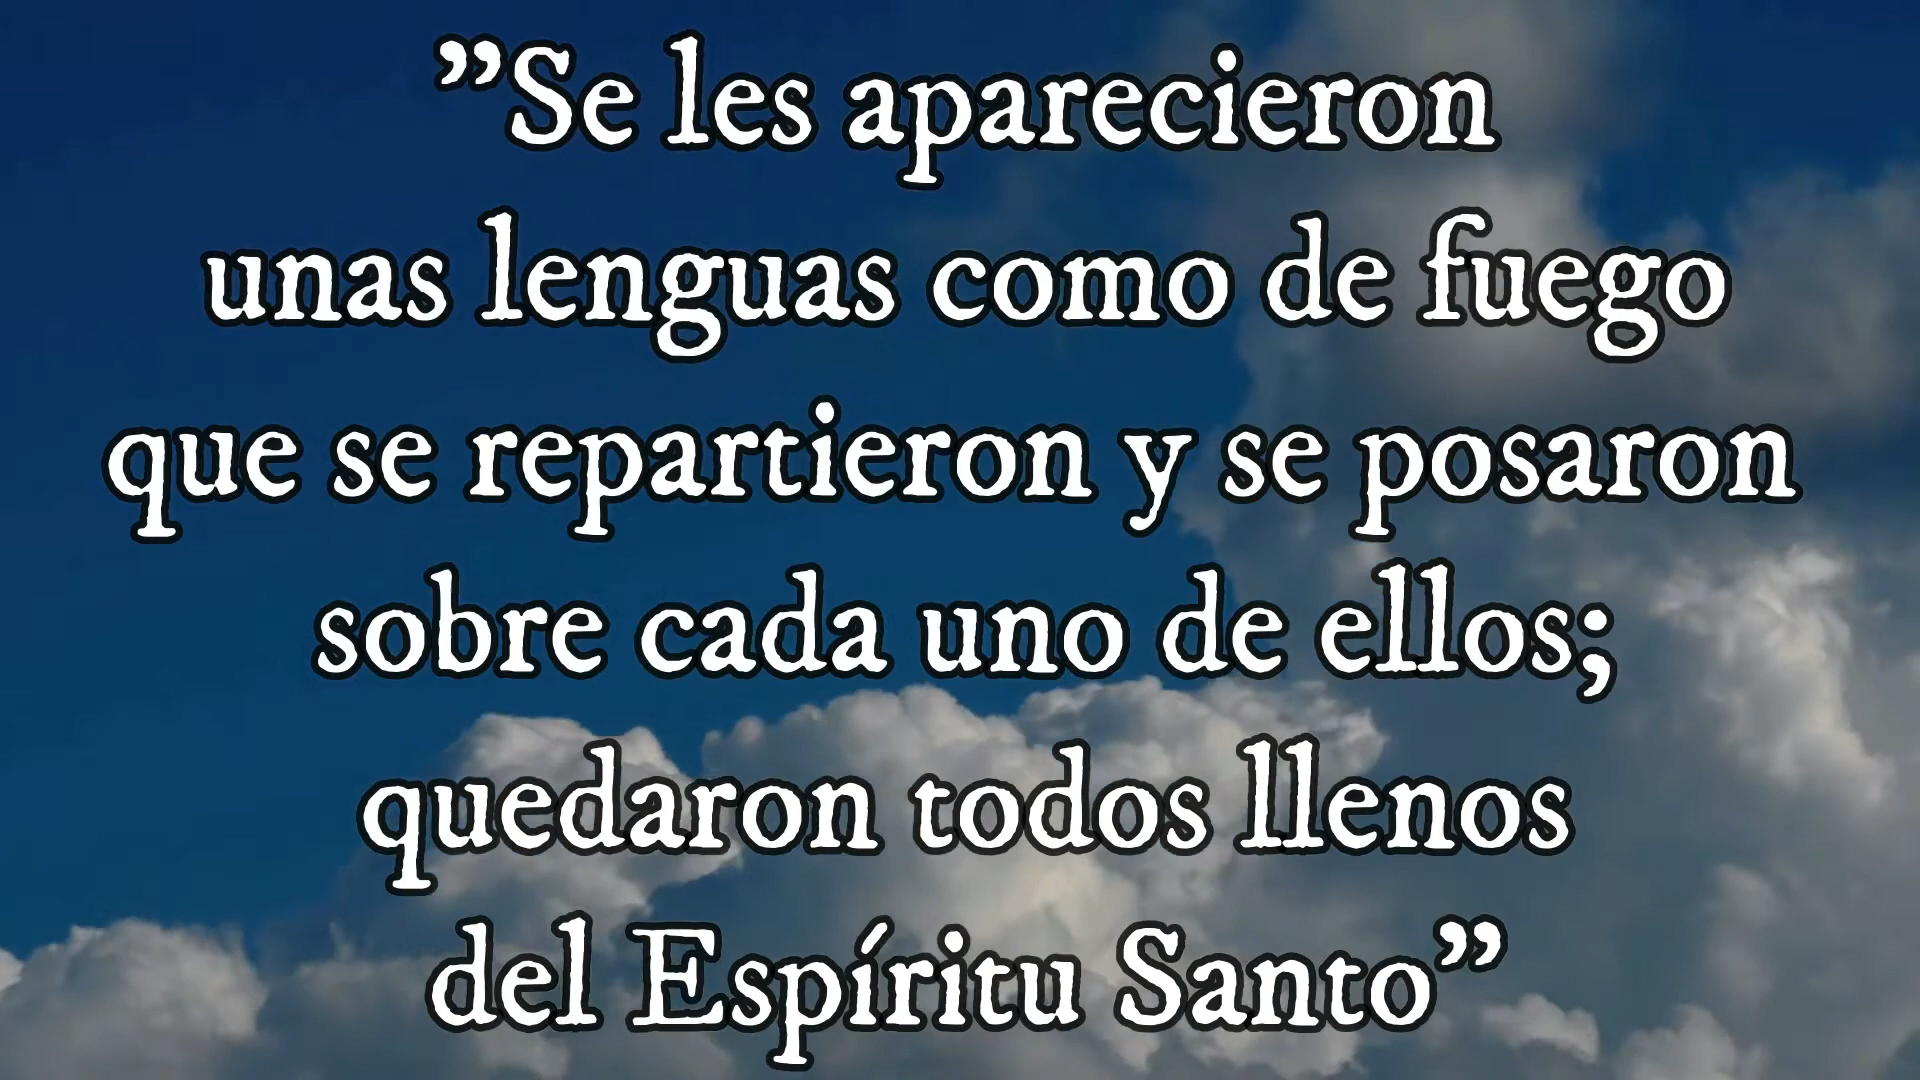 ”Se les aparecieron
unas lenguas como de fuego
que se repartieron y se posaron
sobre cada uno de ellos;
quedaron todos llenos
del Espíritu Santo”